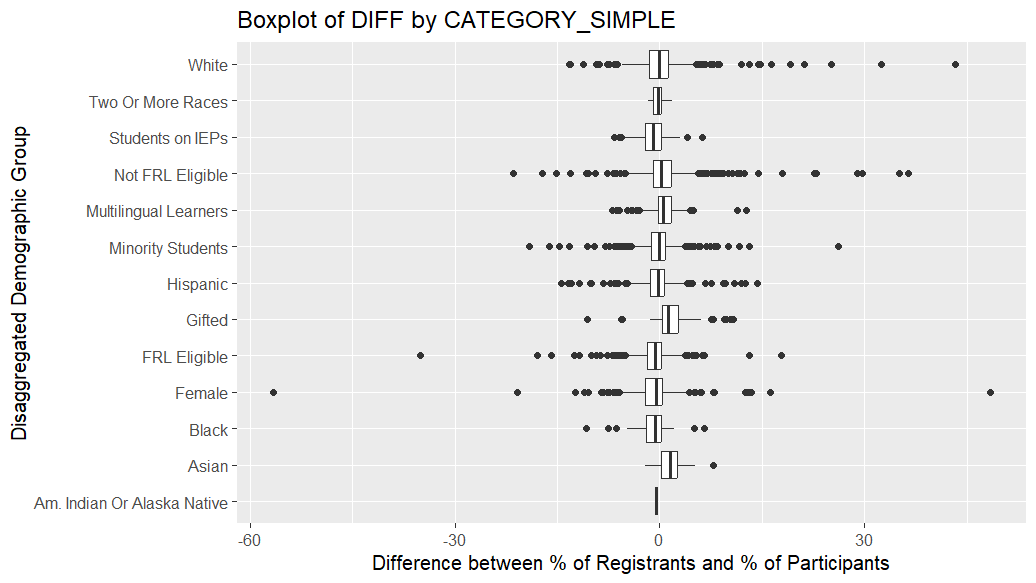 Boxplot of DIFF by CATEGORY_SIMPLE
Disaggregated Demographic Group
White
Two Or More Races
Students on IEPs
Not FRL Eligible
Multilingual Learners
Minority Students
Hispanic
Gifted
FRL Eligible
Female
Black
Asian
Am. Indian Or Alaska Native
-60 -30 0 30
Difference between % of Registrants and % of Participants